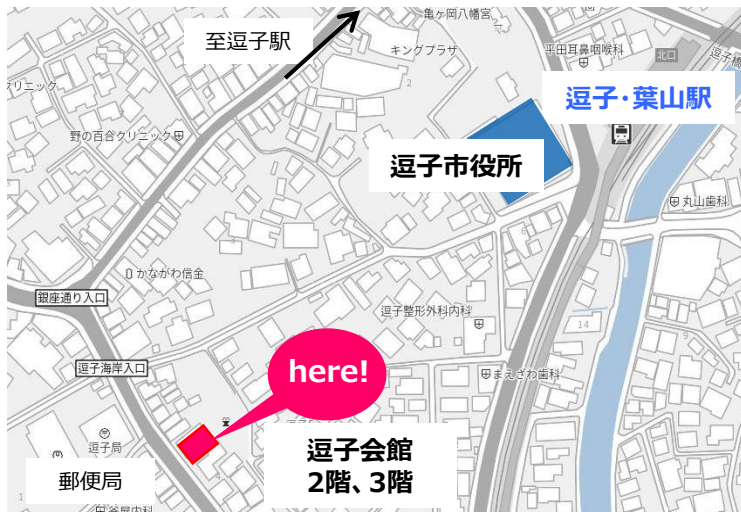 亀ヶ岡八幡宮
至逗子駅
キングプラザ
平田耳鼻咽喉科
北口
逗子橋
クリニック
2
逗子・葉山駅
野の百合クリニック
逗子市役所
丸山歯科
かながわ信金
銀座通り入口
逗子整形外科内科
14
逗子海岸入口
here!
まえざわ歯科
逗子局
逗子会館
2階、3階
郵便局
1